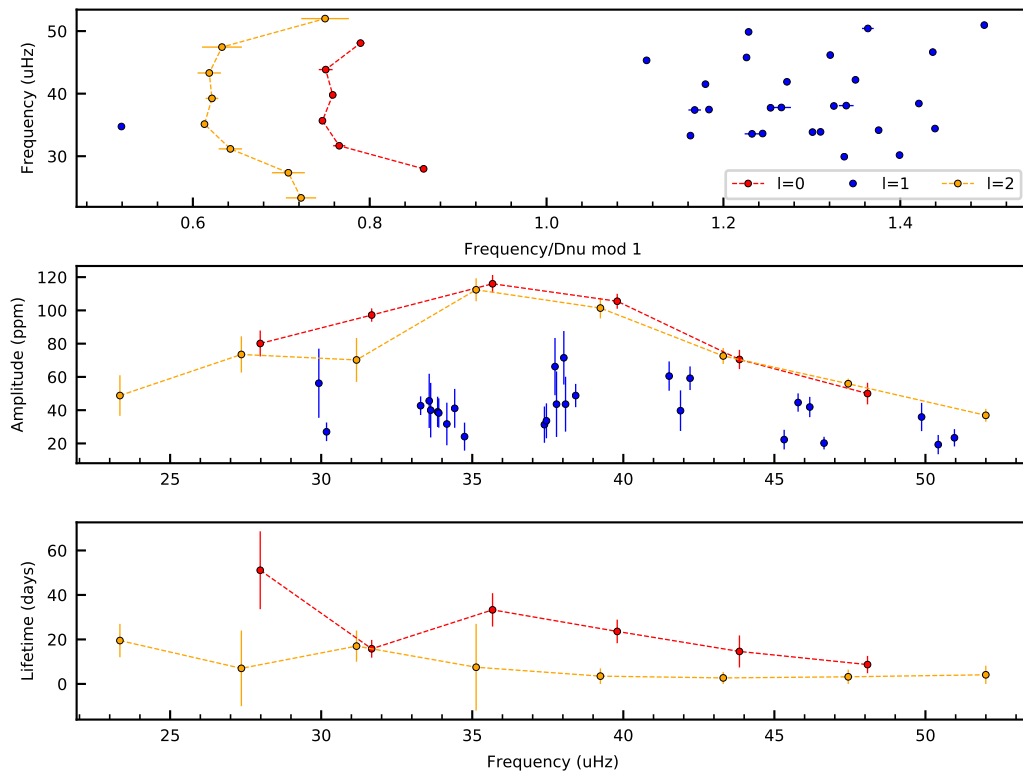 Frequency (uHz)
50
40
30
l=0 l=1 l=2
0.6 0.8 1.0 1.2 1.4
Frequency/Dnu mod 1
Amplitude (ppm)
120
100
80
60
40
20
25 30 35 40 45 50
Lifetime (days)
60
40
20
0
25 30 35 40 45 50
Frequency (uHz)